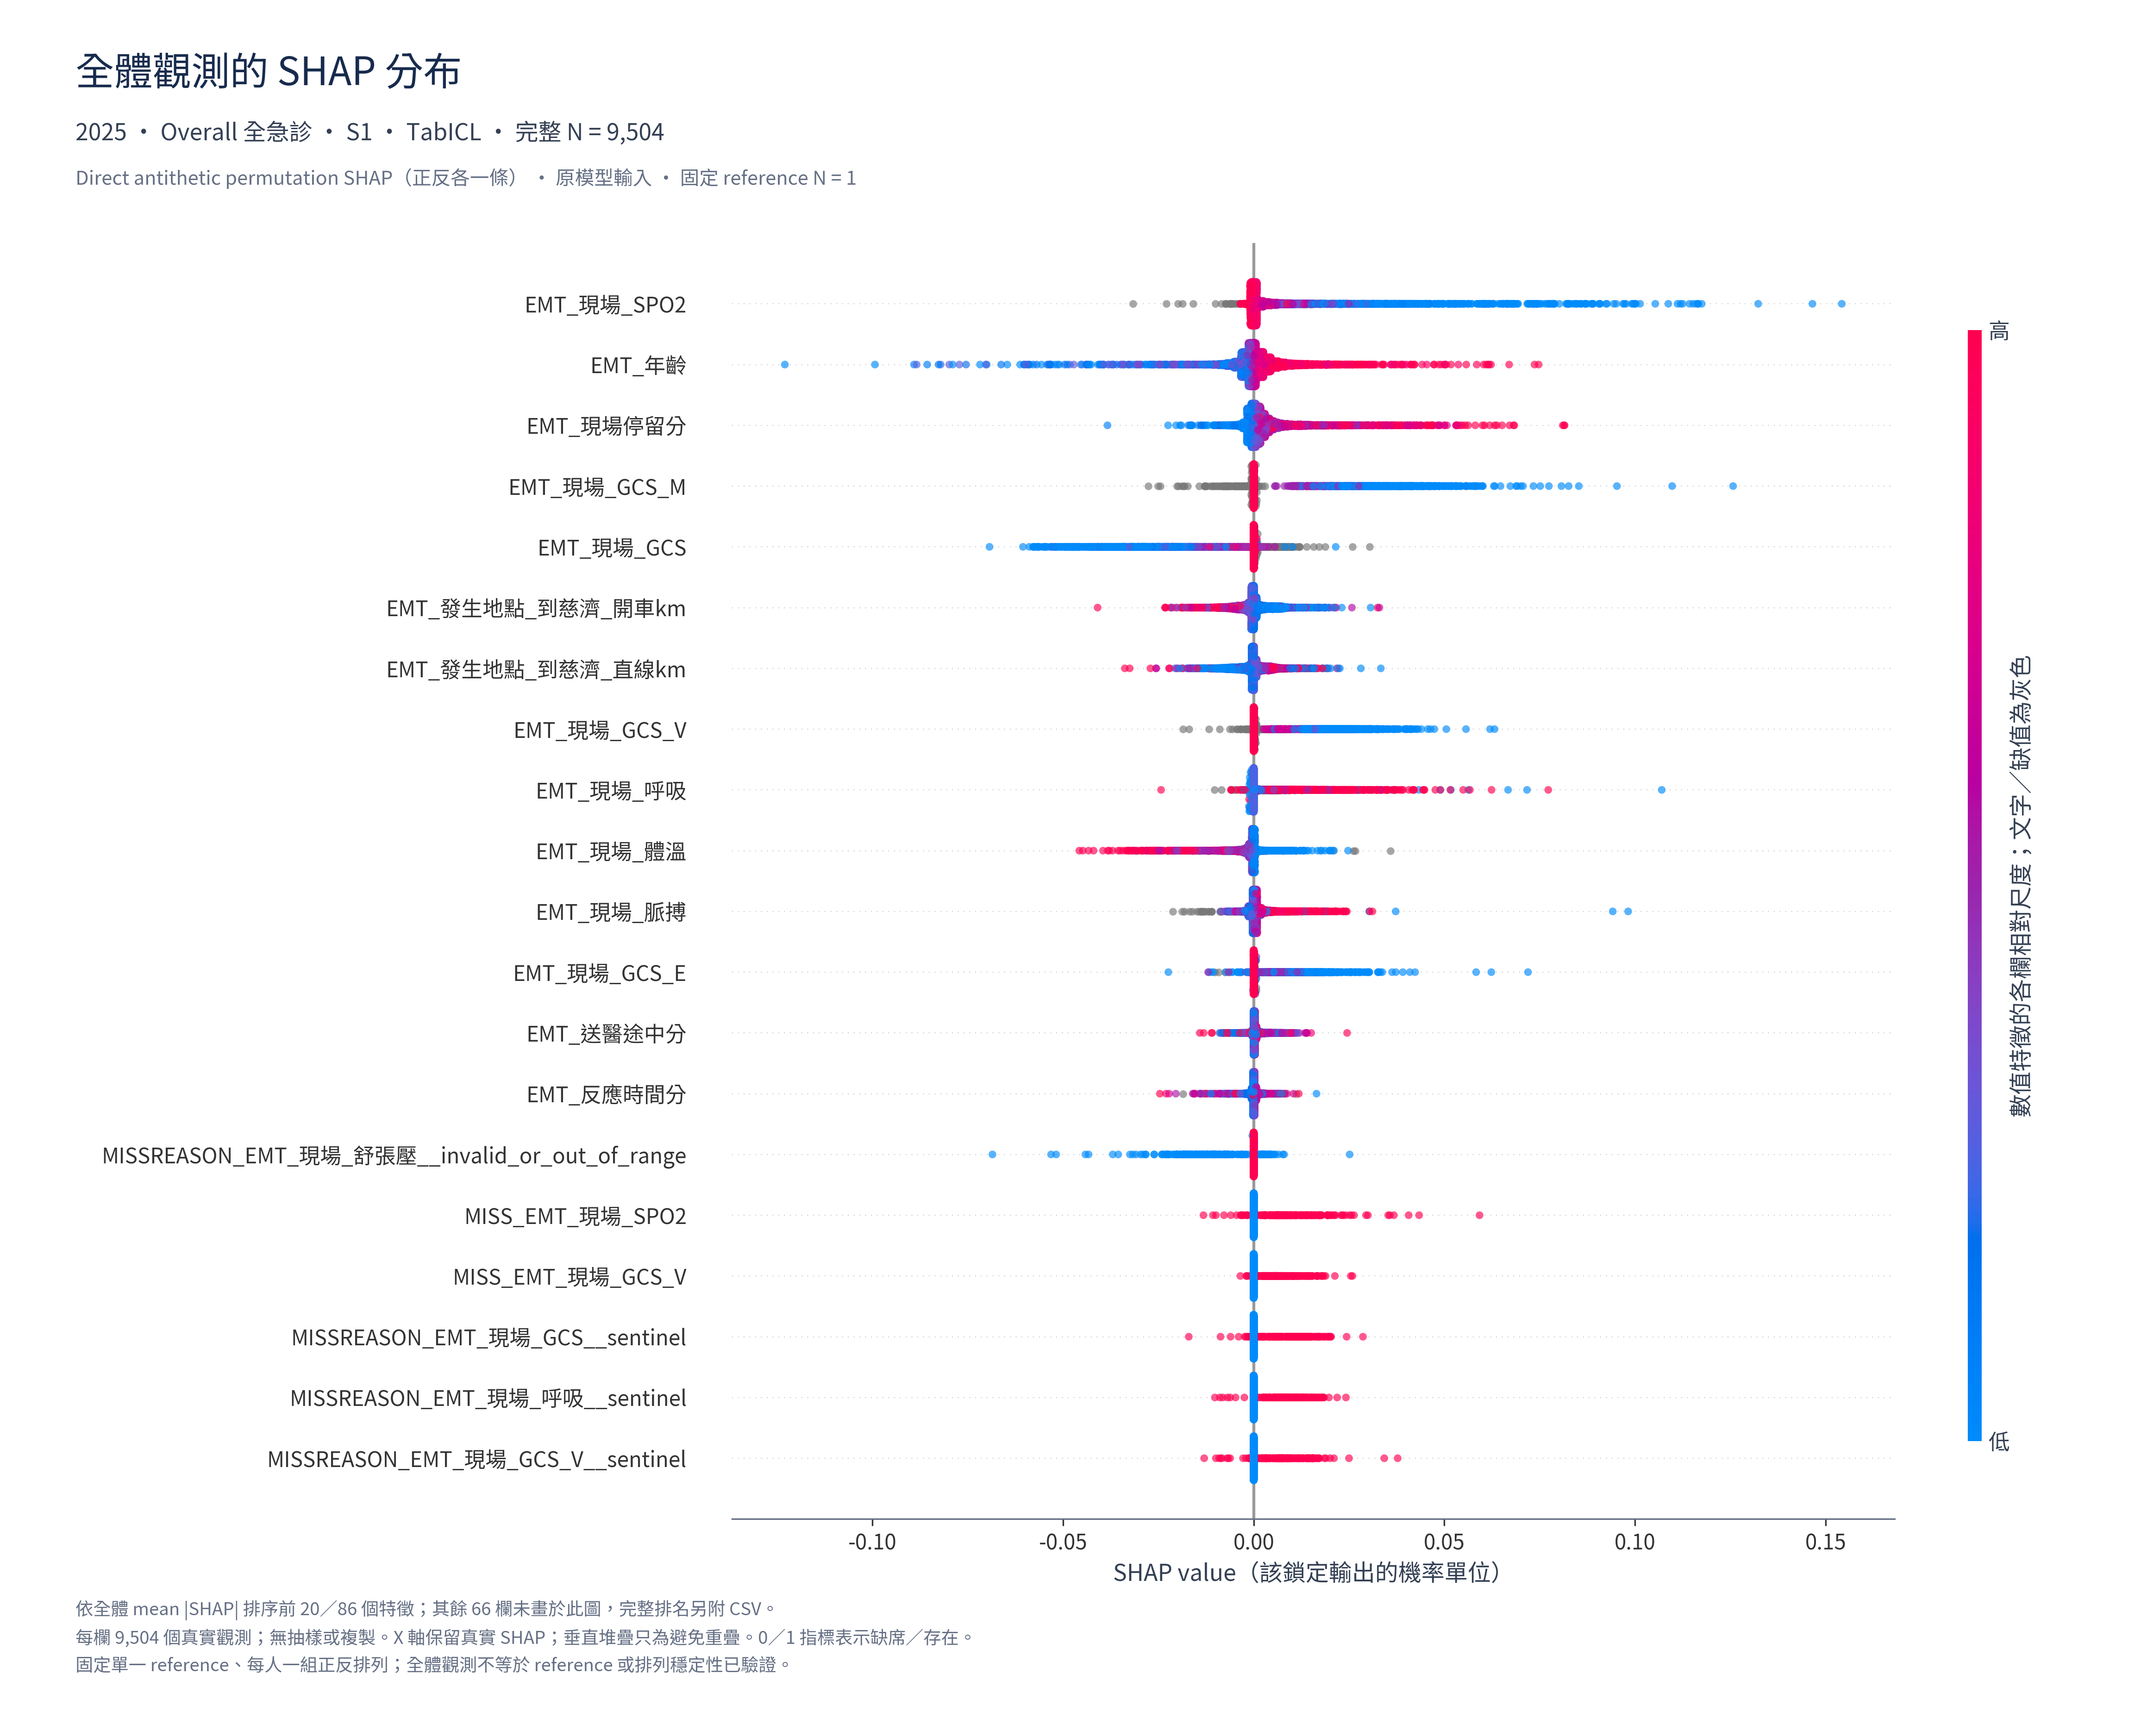 全體觀測的 SHAP 分布
2025 • Overall 全急診 • S1 • TabICL • 完整 N = 9,504
Direct antithetic permutation SHAP（正反各一條） • 原模型輸入 • 固定 reference N = 1
EMT_現場_SPO2
EMT_年齡
EMT_現場停留分
EMT_現場_GCS_M
EMT_現場_GCS
EMT_發生地點_到慈濟_開車km
EMT_發生地點_到慈濟_直線km
EMT_現場_GCS_V
EMT_現場_呼吸
EMT_現場_體溫
EMT_現場_脈搏
EMT_現場_GCS_E
EMT_送醫途中分
EMT_反應時間分
MISSREASON_EMT_現場_舒張壓__invalid_or_out_of_range
MISS_EMT_現場_SPO2
MISS_EMT_現場_GCS_V
MISSREASON_EMT_現場_GCS__sentinel
MISSREASON_EMT_現場_呼吸__sentinel
MISSREASON_EMT_現場_GCS_V__sentinel
高
數值特徵的各欄相對尺度；文字／缺值為灰色
低
-0.10 -0.05 0.00 0.05 0.10 0.15
SHAP value（該鎖定輸出的機率單位）
依全體 mean |SHAP| 排序前 20／86 個特徵；其餘 66 欄未畫於此圖，完整排名另附 CSV。
每欄 9,504 個真實觀測；無抽樣或複製。X 軸保留真實 SHAP；垂直堆疊只為避免重疊。0／1 指標表示缺席／存在。
固定單一 reference、每人一組正反排列；全體觀測不等於 reference 或排列穩定性已驗證。